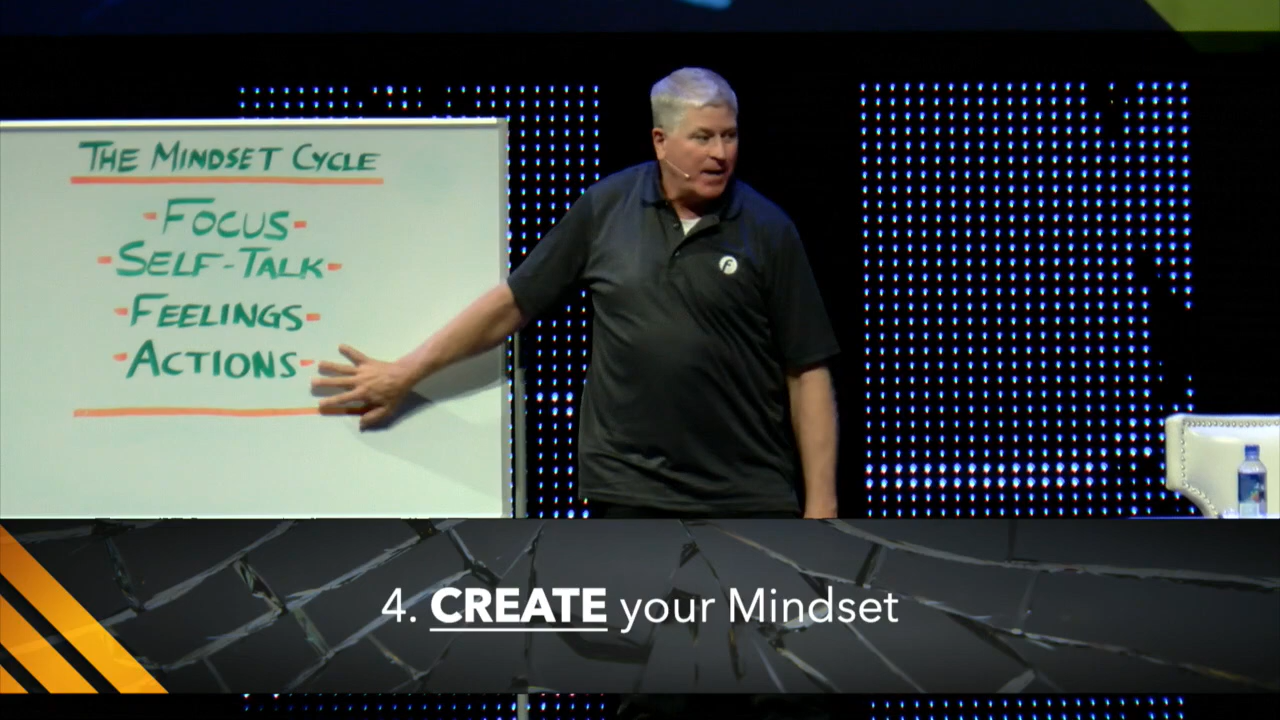 THE MINDSET CYCLE
-FOCUS-
-SELF-TALK-
-FEELINGS-
-ACTIONS-
F
4. CREATE your Mindset